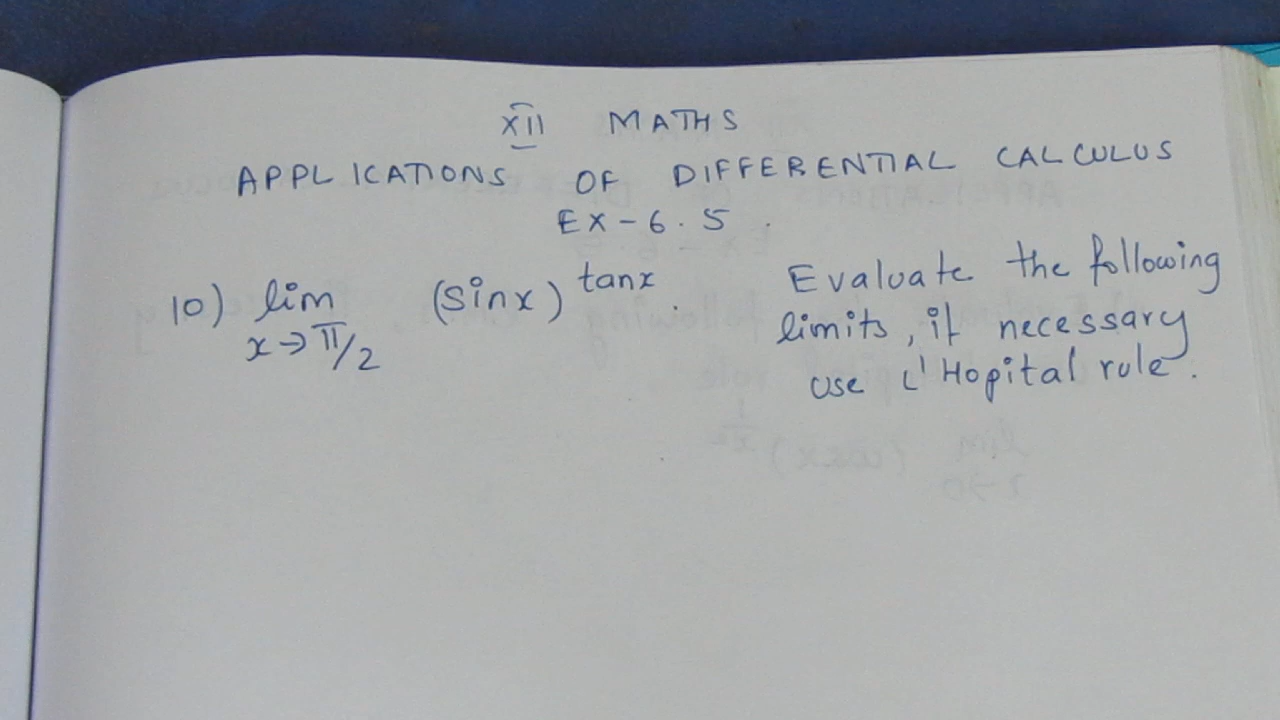 XII MATHS
APPLICATIONS OF DIFFERENTIAL CALCULUS
EX - 6.5.
10) lim (sinx)^tanx. Evaluate the following
x→π/2 limits, if necessary
use L'Hopital rule.